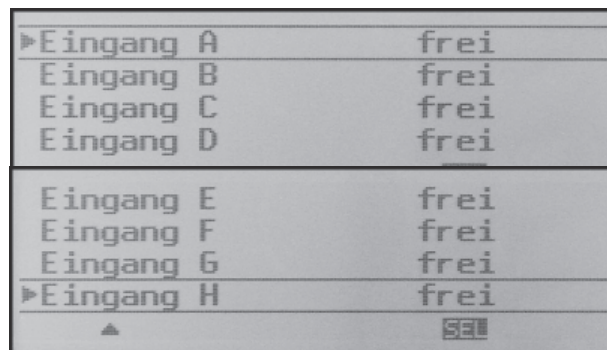 ▶Eingang A frei
Eingang B frei
Eingang C frei
Eingang D frei
Eingang E frei
Eingang F frei
Eingang G frei
▶Eingang H frei
▲ SEL